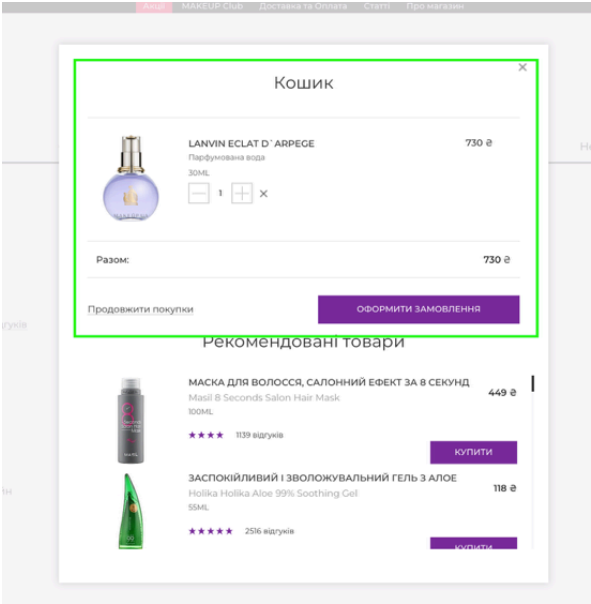 Акції MAKEUP Club Доставка та Оплата Статті Про магазин
×
Кошик
LANVIN ECLAT D`ARPEGE
730 ₴
Парфумована вода
30ML
1 ×
Разом:
730 ₴
Продовжити покупки
ОФОРМИТИ ЗАМОВЛЕННЯ
Рекомендовані товари
МАСКА ДЛЯ ВОЛОССЯ, САЛОННИЙ ЕФЕКТ ЗА 8 СЕКУНД
449 ₴
Masil 8 Seconds Salon Hair Mask
100ML
1139 відгуків
КУПИТИ
ЗАСПОКІЙЛИВИЙ І ЗВОЛОЖУВАЛЬНИЙ ГЕЛЬ З АЛОЕ
118 ₴
Holika Holika Aloe 99% Soothing Gel
55ML
2516 відгуків
КУПИТИ